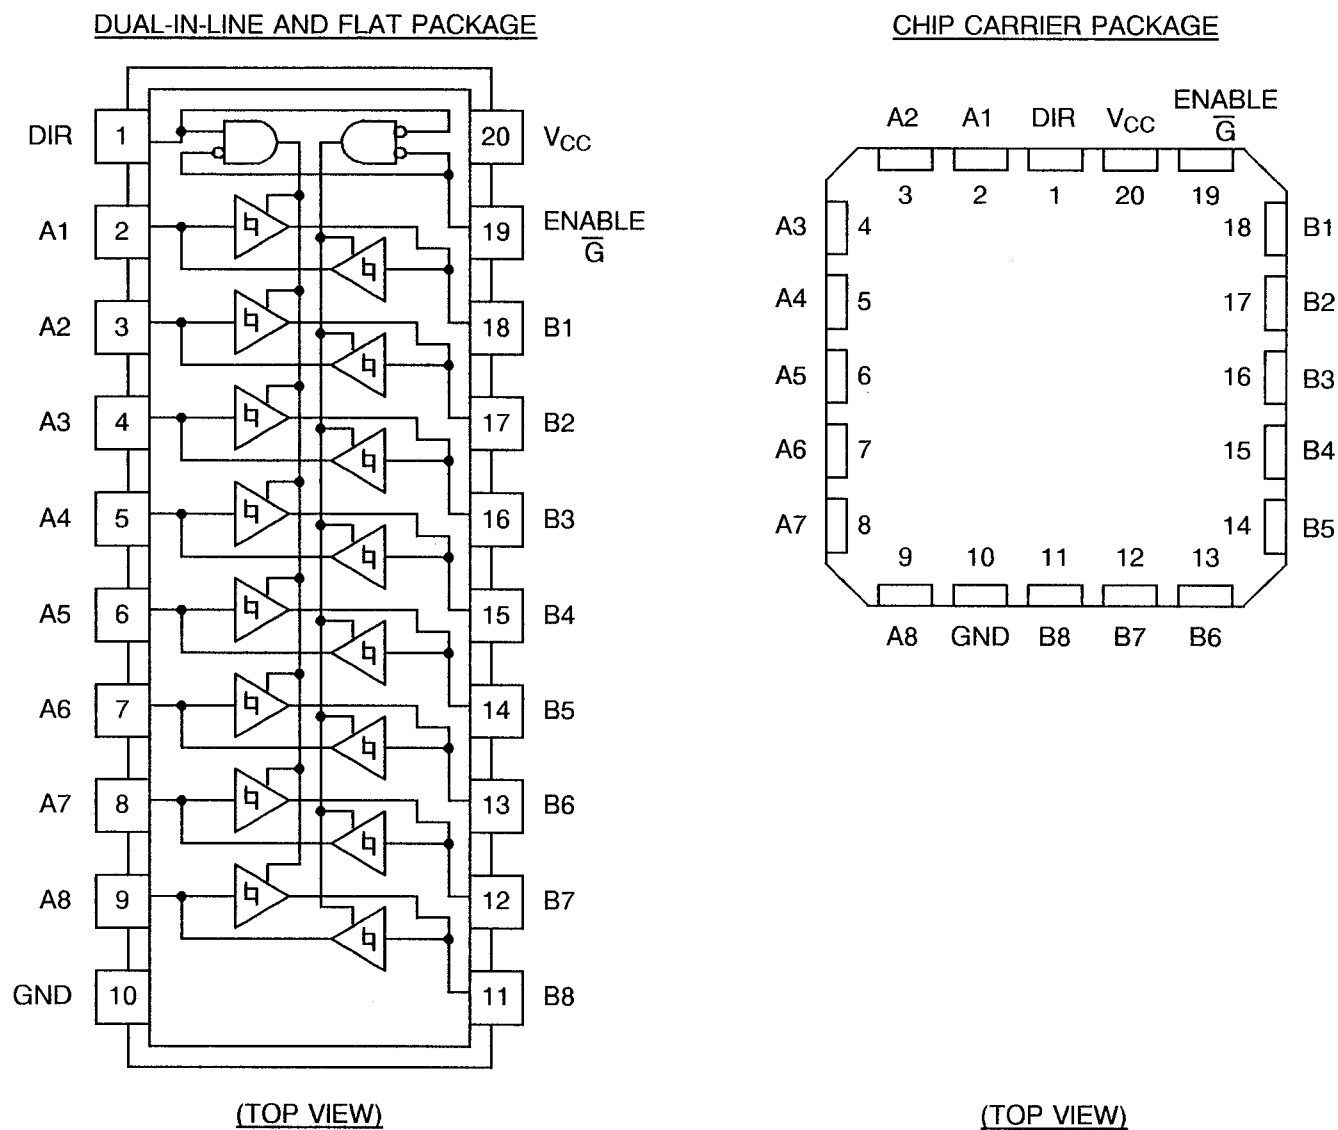 DUAL-IN-LINE AND FLAT PACKAGE
DIR 1 20 VCC
A1 2 19 ENABLE G̅
A2 3 18 B1
A3 4 17 B2
A4 5 16 B3
A5 6 15 B4
A6 7 14 B5
A7 8 13 B6
A8 9 12 B7
GND 10 11 B8
(TOP VIEW)
CHIP CARRIER PACKAGE
A2 A1 DIR VCC ENABLE G̅
3 2 1 20 19
A3 4 18 B1
A4 5 17 B2
A5 6 16 B3
A6 7 15 B4
A7 8 14 B5
9 10 11 12 13
A8 GND B8 B7 B6
(TOP VIEW)